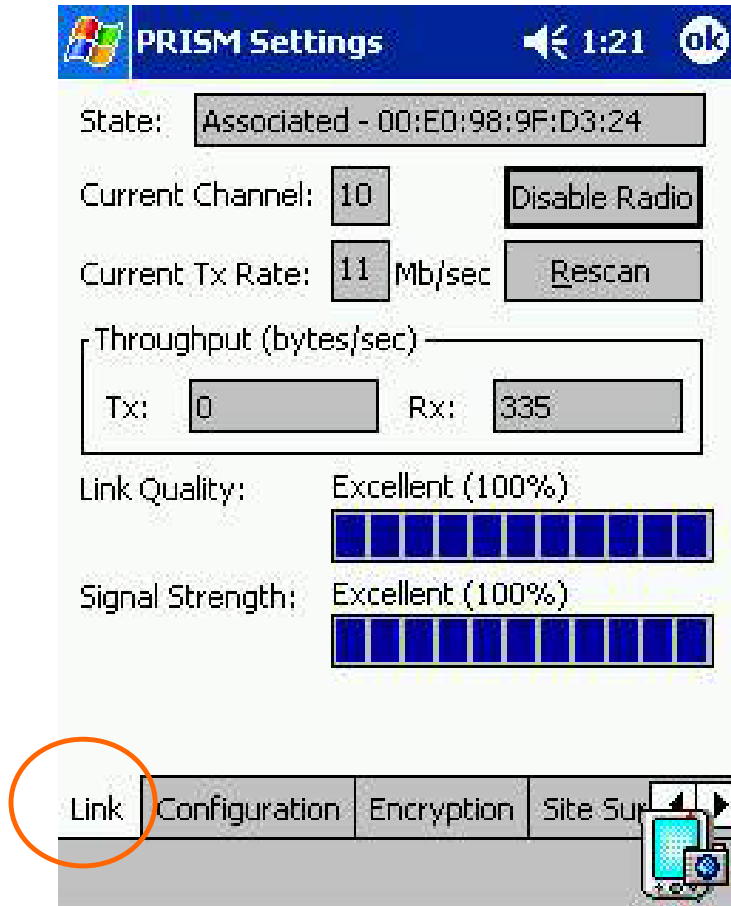 PRISM Settings 1:21 ok
State: Associated - 00:E0:98:9F:D3:24
Current Channel: 10 Disable Radio
Current Tx Rate: 11 Mb/sec Rescan
Throughput (bytes/sec)
Tx: 0 Rx: 335
Link Quality: Excellent (100%)
Signal Strength: Excellent (100%)
Link Configuration Encryption Site Sur